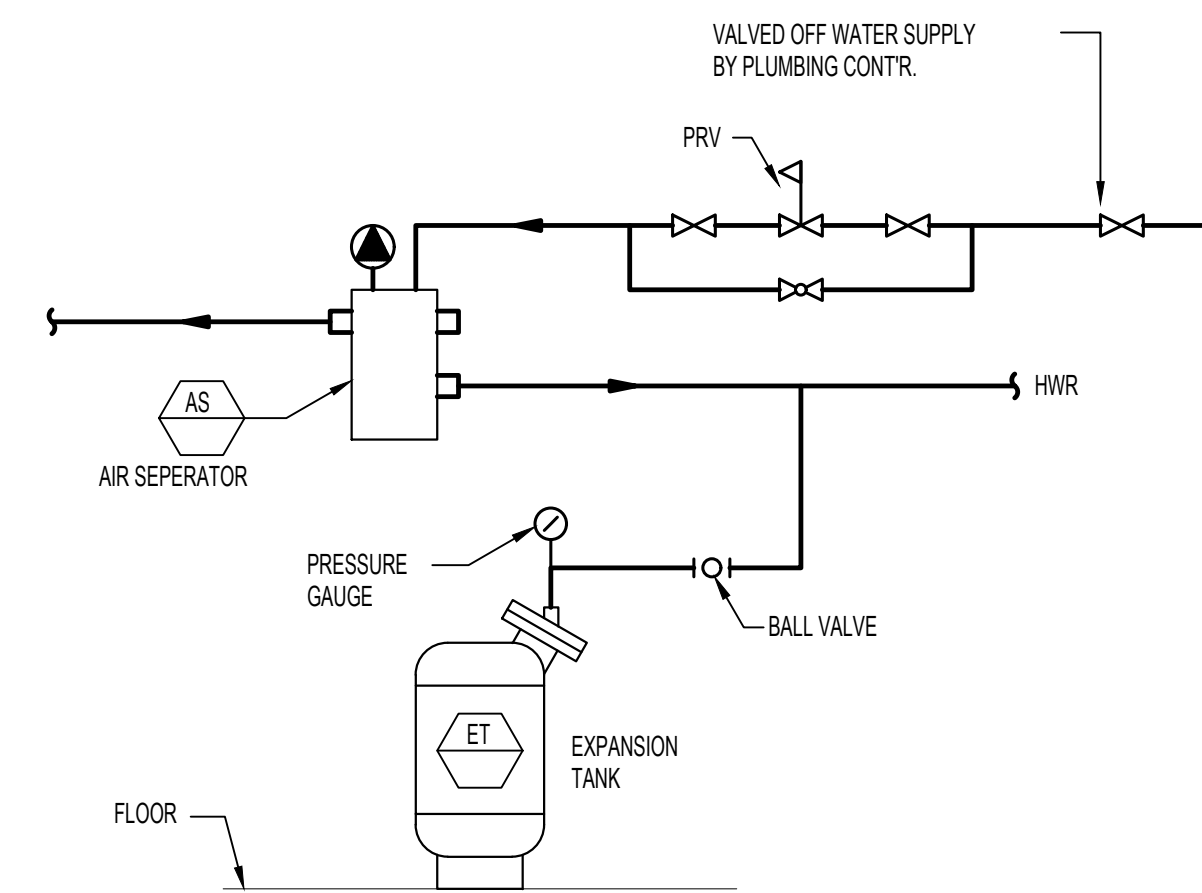 VALVED OFF WATER SUPPLY
BY PLUMBING CONT'R.
PRV
HWR
AS
AIR SEPERATOR
PRESSURE
GAUGE
BALL VALVE
ET
EXPANSION
TANK
FLOOR